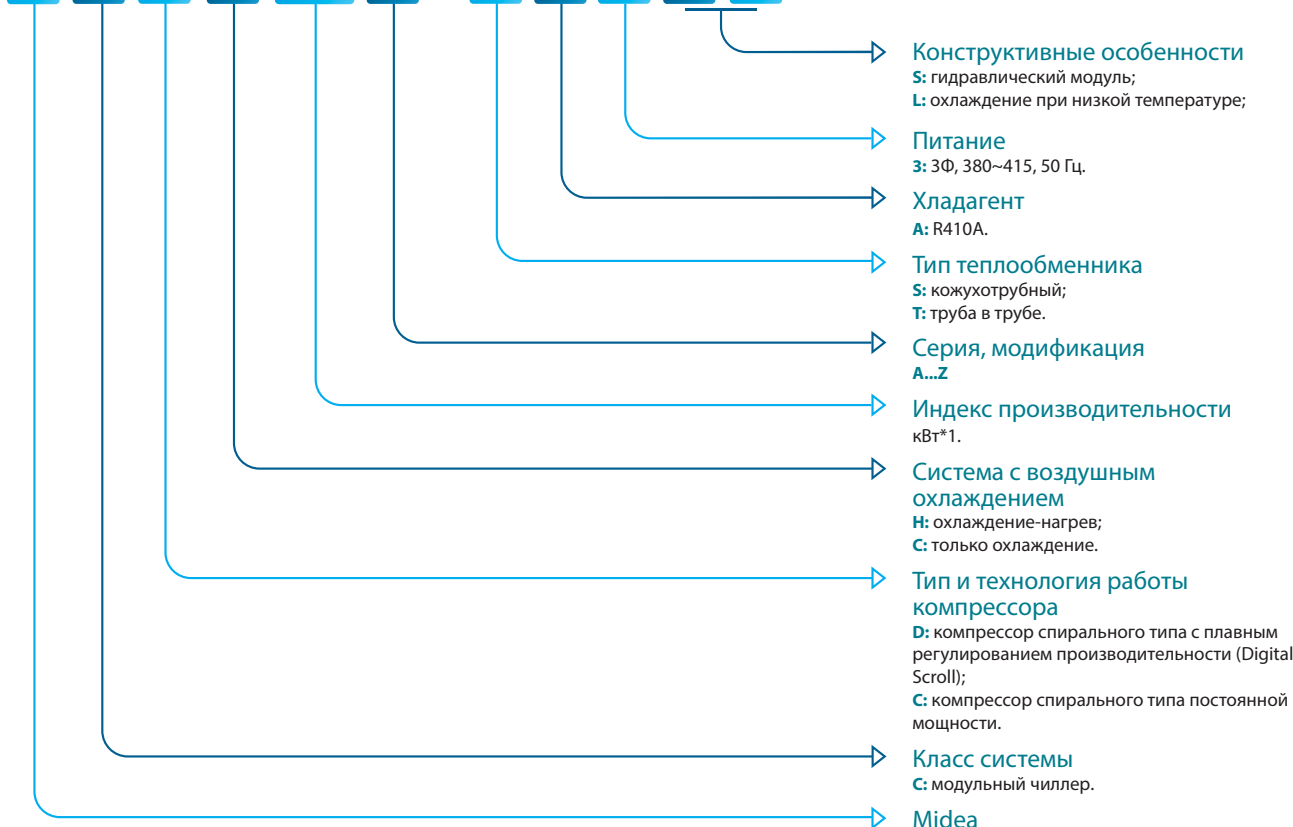 Конструктивные особенности
S: гидравлический модуль;
L: охлаждение при низкой температуре;
Питание
3: 3Ф, 380~415, 50 Гц.
Хладагент
A: R410A.
Тип теплообменника
S: кожухотрубный;
T: труба в трубе.
Серия, модификация
A...Z
Индекс производительности
кВт*1.
Система с воздушным
охлаждением
H: охлаждение-нагрев;
C: только охлаждение.
Тип и технология работы
компрессора
D: компрессор спирального типа с плавным
регулированием производительности (Digital
Scroll);
C: компрессор спирального типа постоянной
мощности.
Класс системы
C: модульный чиллер.
Midea